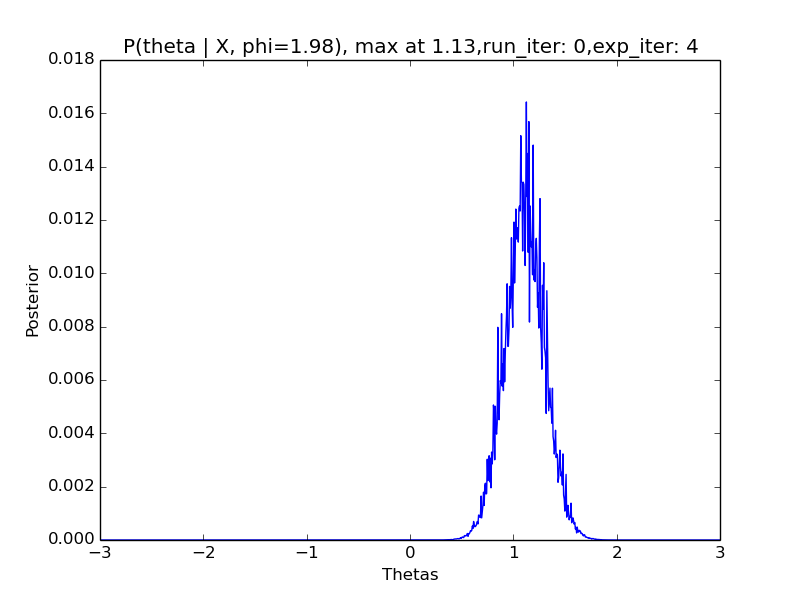 P(theta | X, phi=1.98), max at 1.13,run_iter: 0,exp_iter: 4
0.018
0.016
0.014
0.012
0.010
0.008
0.006
0.004
0.002
0.000
Posterior
−3 −2 −1 0 1 2 3
Thetas